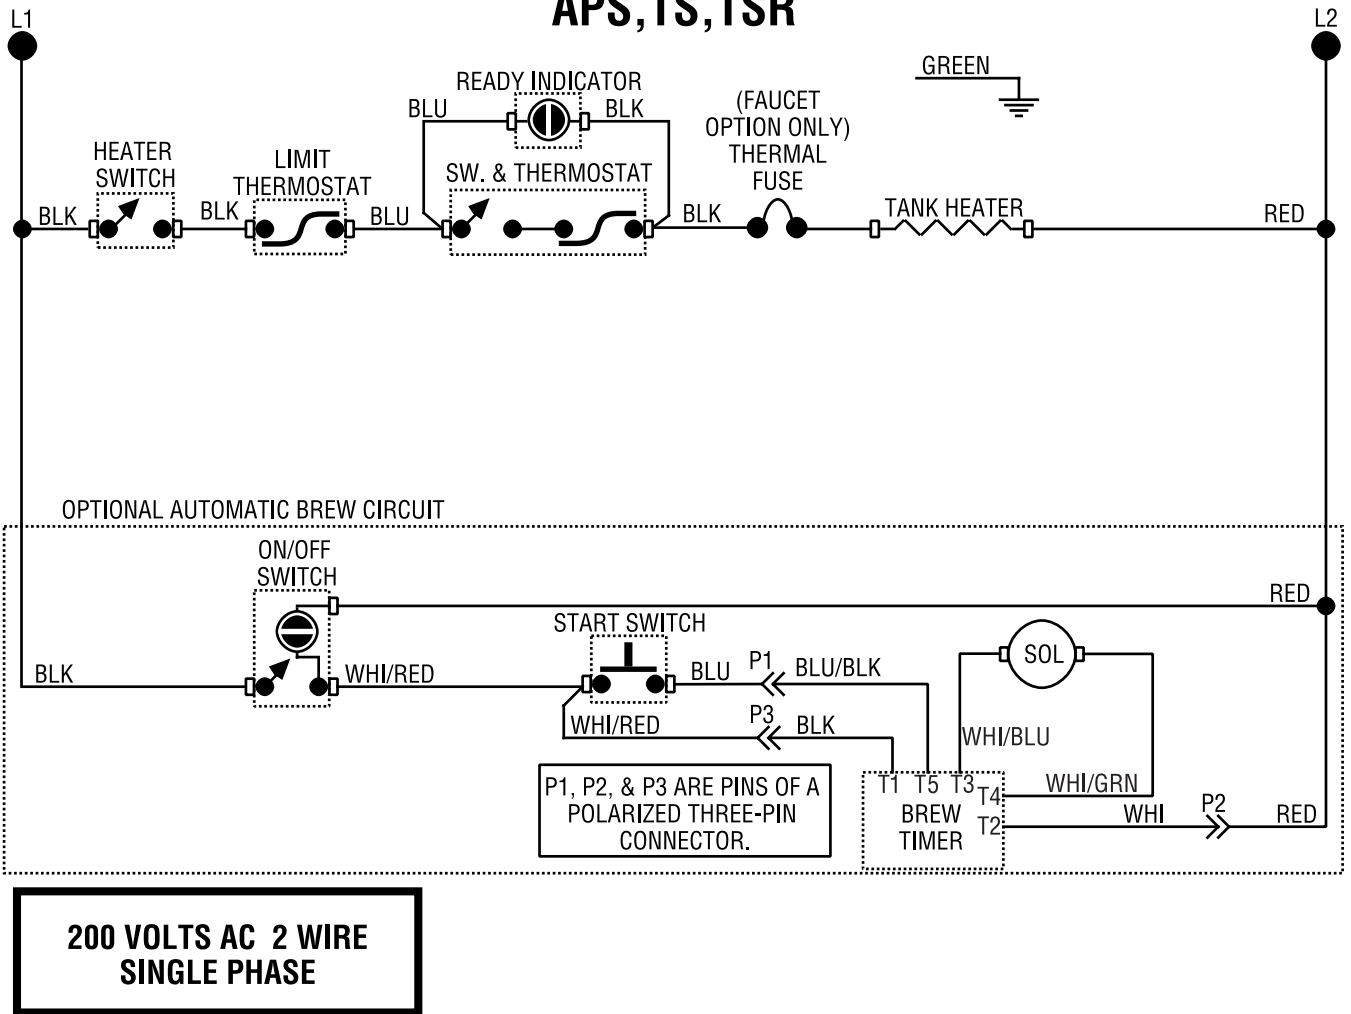 APS,TS,TSR
L1
L2
READY INDICATOR
GREEN
BLU
BLK
(FAUCET
OPTION ONLY)
THERMAL
FUSE
HEATER
SWITCH
LIMIT
THERMOSTAT
SW. & THERMOSTAT
BLK
BLK
BLU
BLK
TANK HEATER
RED
OPTIONAL AUTOMATIC BREW CIRCUIT
ON/OFF
SWITCH
RED
START SWITCH
BLK
WHI/RED
BLU
P1
BLU/BLK
SOL
WHI/RED
P3
BLK
WHI/BLU
P1, P2, & P3 ARE PINS OF A
POLARIZED THREE-PIN
CONNECTOR.
T1 T5 T3
T4
WHI/GRN
BREW
TIMER
T2
WHI
P2
RED
200 VOLTS AC 2 WIRE
SINGLE PHASE